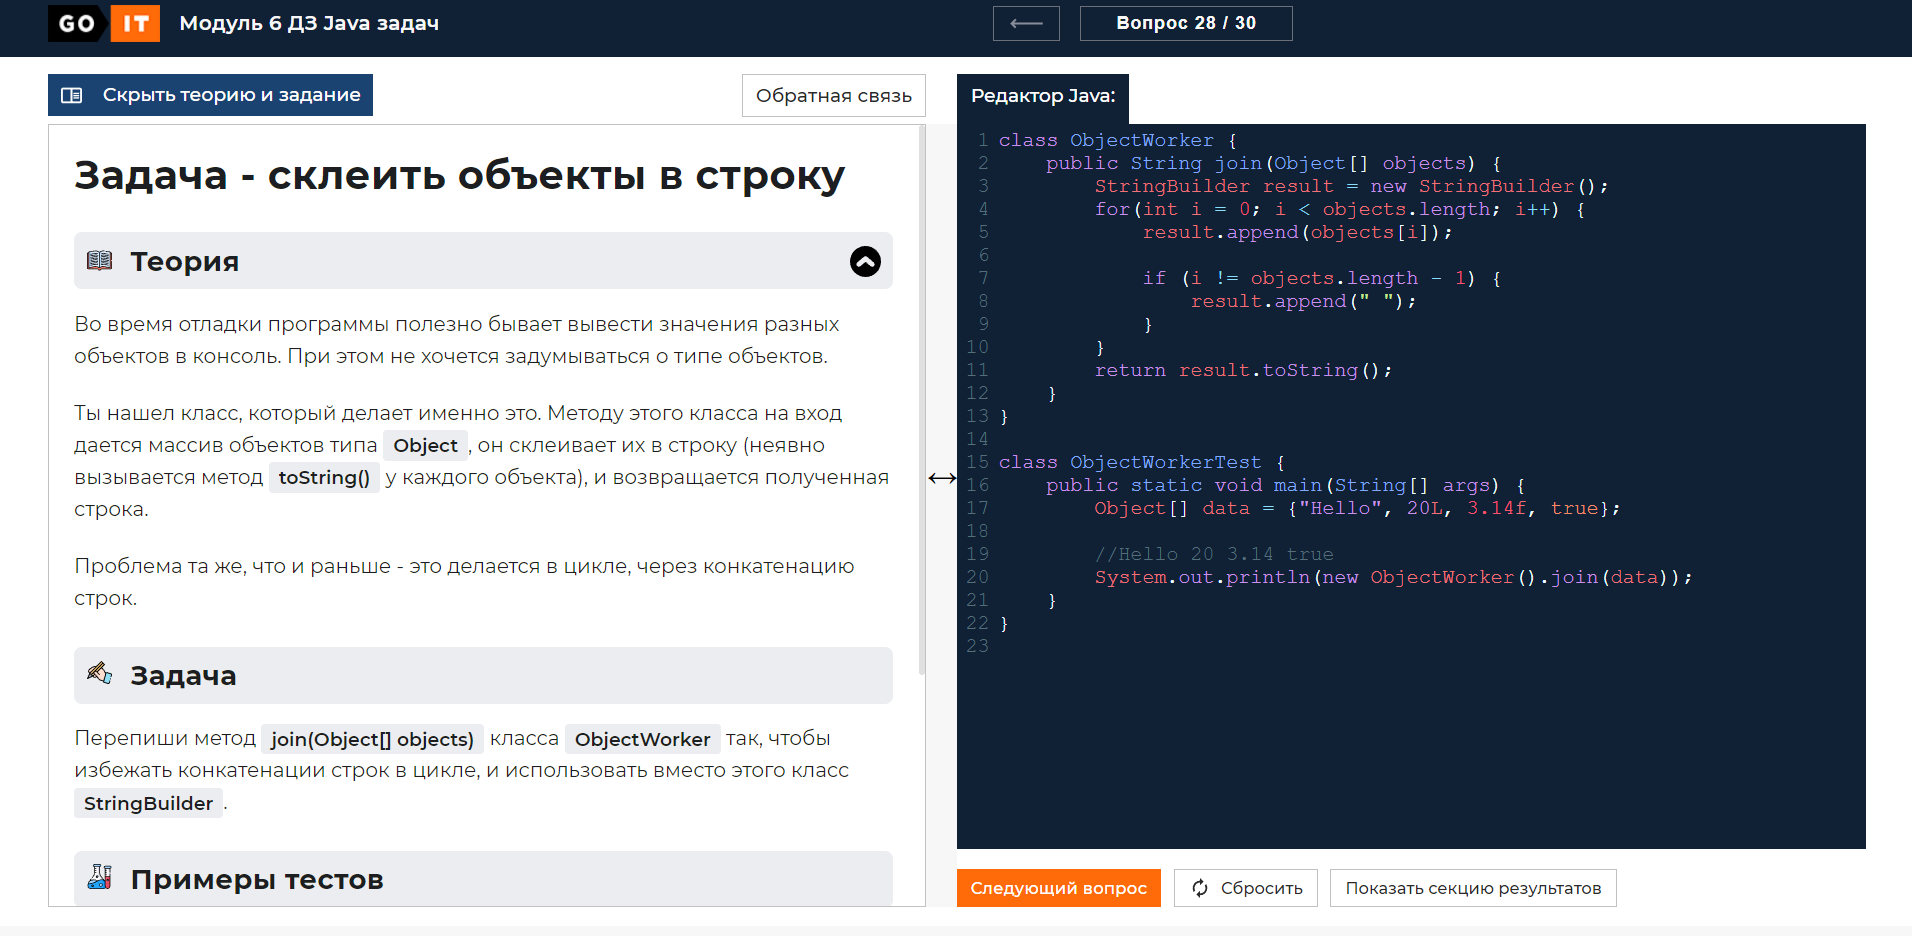 GO IT Модуль 6 ДЗ Java задач
Вопрос 28 / 30
Скрыть теорию и задание
Обратная связь
Задача - склеить объекты в строку
Теория
Во время отладки программы полезно бывает вывести значения разных
объектов в консоль. При этом не хочется задумываться о типе объектов.
Ты нашел класс, который делает именно это. Методу этого класса на вход
дается массив объектов типа Object , он склеивает их в строку (неявно
вызывается метод toString() у каждого объекта), и возвращается полученная
строка.
Проблема та же, что и раньше - это делается в цикле, через конкатенацию
строк.
Задача
Перепиши метод join(Object[] objects) класса ObjectWorker так, чтобы
избежать конкатенации строк в цикле, и использовать вместо этого класс
StringBuilder .
Примеры тестов
Редактор Java:
1 class ObjectWorker {
2     public String join(Object[] objects) {
3         StringBuilder result = new StringBuilder();
4         for(int i = 0; i < objects.length; i++) {
5             result.append(objects[i]);
6
7             if (i != objects.length - 1) {
8                 result.append(" ");
9             }
10         }
11         return result.toString();
12     }
13 }
14
15 class ObjectWorkerTest {
16     public static void main(String[] args) {
17         Object[] data = {"Hello", 20L, 3.14f, true};
18
19         //Hello 20 3.14 true
20         System.out.println(new ObjectWorker().join(data));
21     }
22 }
23
Следующий вопрос
Сбросить
Показать секцию результатов